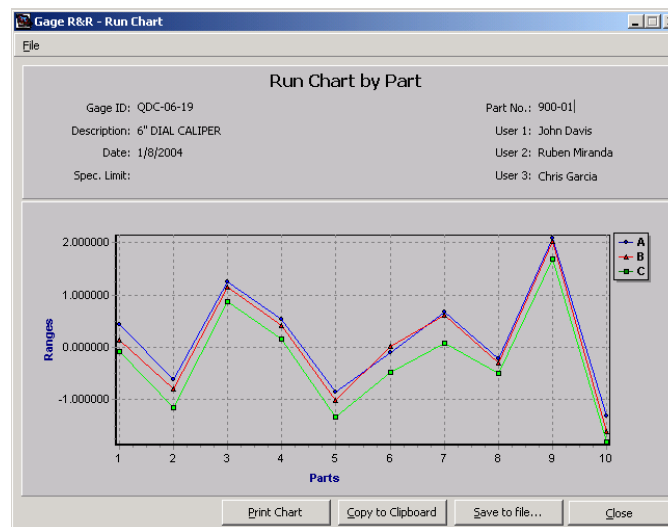 Gage R&R - Run Chart
File
Run Chart by Part
Gage ID: QDC-06-19
Part No.: 900-01
Description: 6" DIAL CALIPER
User 1: John Davis
Date: 1/8/2004
User 2: Ruben Miranda
Spec. Limit:
User 3: Chris Garcia
2.000000
1.000000
0.000000
-1.000000
Ranges
A
B
C
1 2 3 4 5 6 7 8 9 10
Parts
Print Chart Copy to Clipboard Save to file... Close